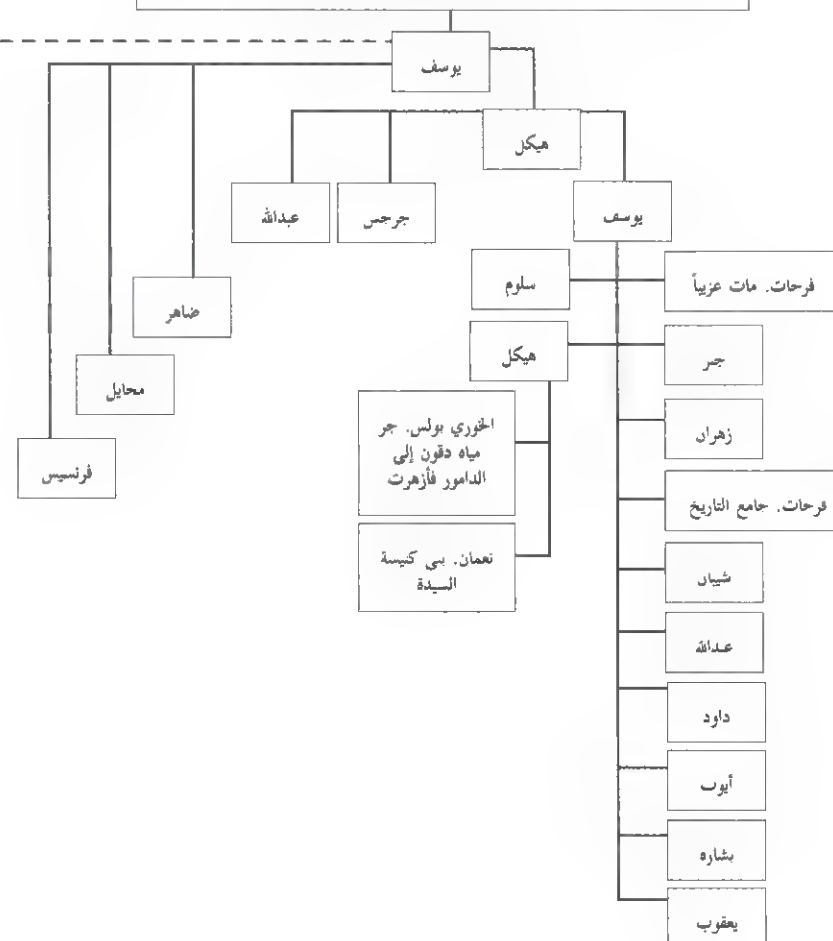 يوسف
هيكل
يوسف
جرجس
عبدالله
ضاهر
محايل
فرنسيس
سلوم
فرحات. مات عزيباً
هيكل
جبر
زهران
الخوري بولس. جر
مياه دقون إلى
الدامور فأزهرت
فرحات. جامع التاريخ
نعمان. بنى كنيسة
السيدة
شيبان
عبدالله
داود
أيوب
بشاره
يعقوب